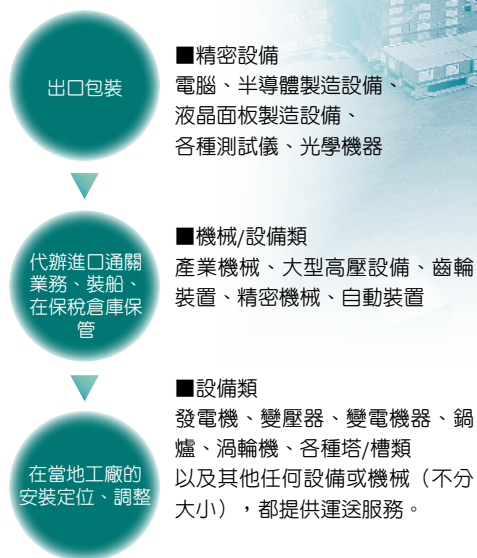 出口包裝
■精密設備
電腦、半導體製造設備、
液晶面板製造設備、
各種測試儀、光學機器
代辦進口通關
業務、裝船、
在保稅倉庫保
管
■機械/設備類
產業機械、大型高壓設備、齒輪
裝置、精密機械、自動裝置
在當地工廠的
安裝定位、調整
■設備類
發電機、變壓器、變電機器、鍋
爐、渦輪機、各種塔/槽類
以及其他任何設備或機械（不分
大小），都提供運送服務。